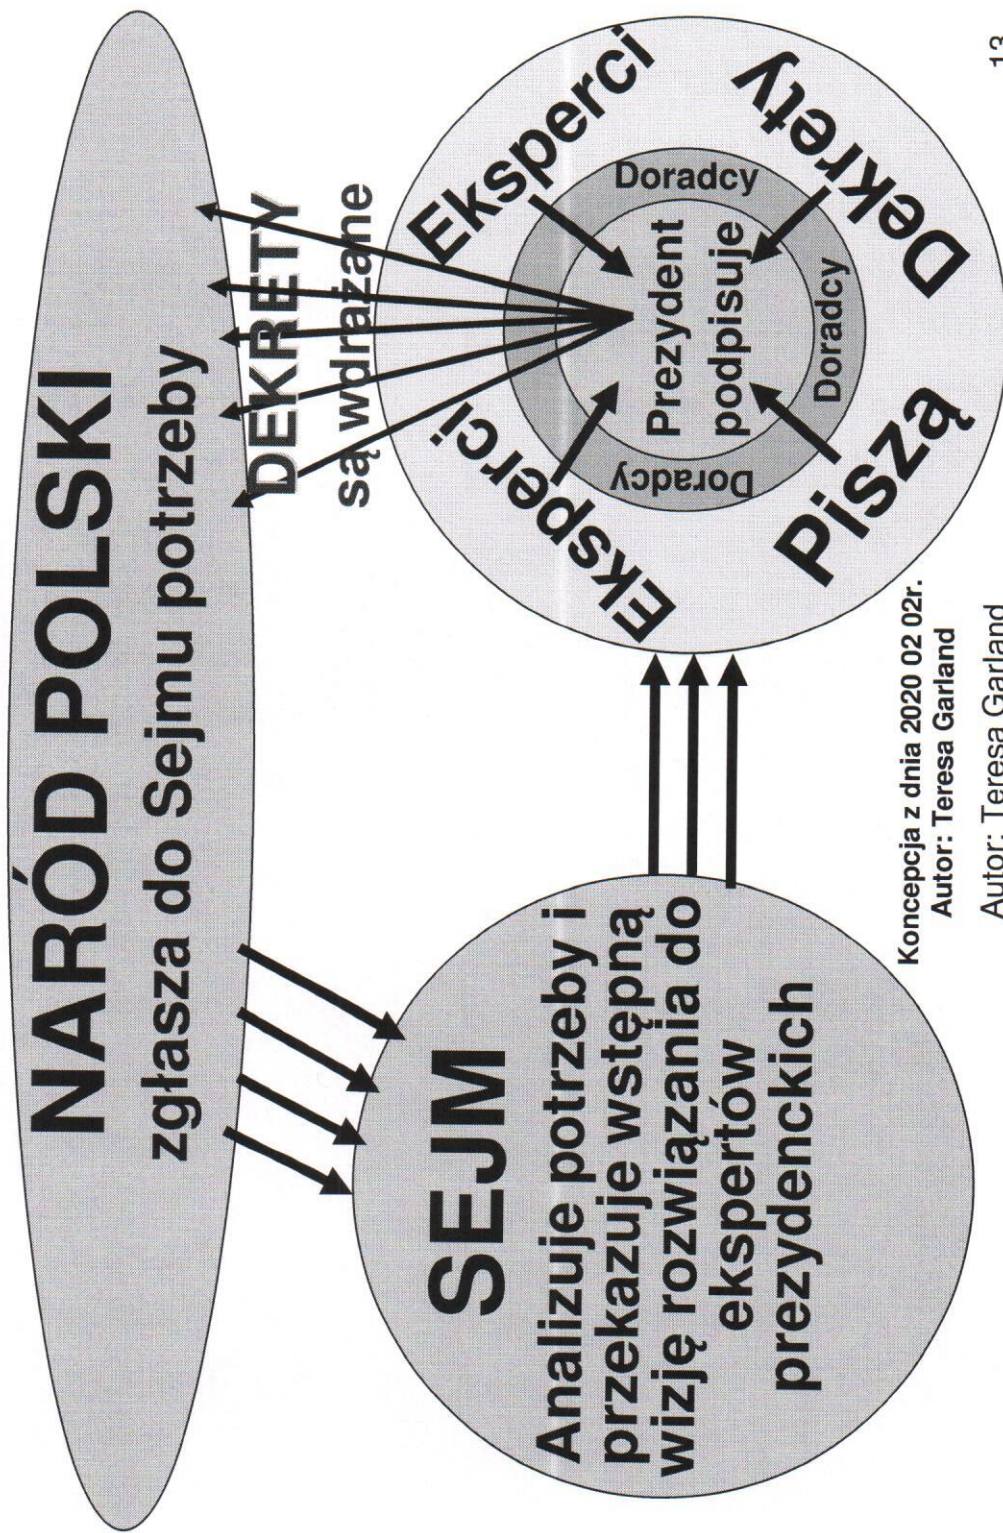 NARÓD POLSKI
zgłasza do Sejmu potrzeby
SEJM
Analizuje potrzeby i
przekazuje wstępną
wizję rozwiązania do
ekspertów
prezydenckich
DEKRETY
są wdrażane
Eksperci
Eksperci
Piszą
Dekrety
Doradcy
Doradcy
Doradcy
Prezydent
podpisuje
Koncepcja z dnia 2020 02 02r.
Autor: Teresa Garland
Autor: Teresa Garland
13